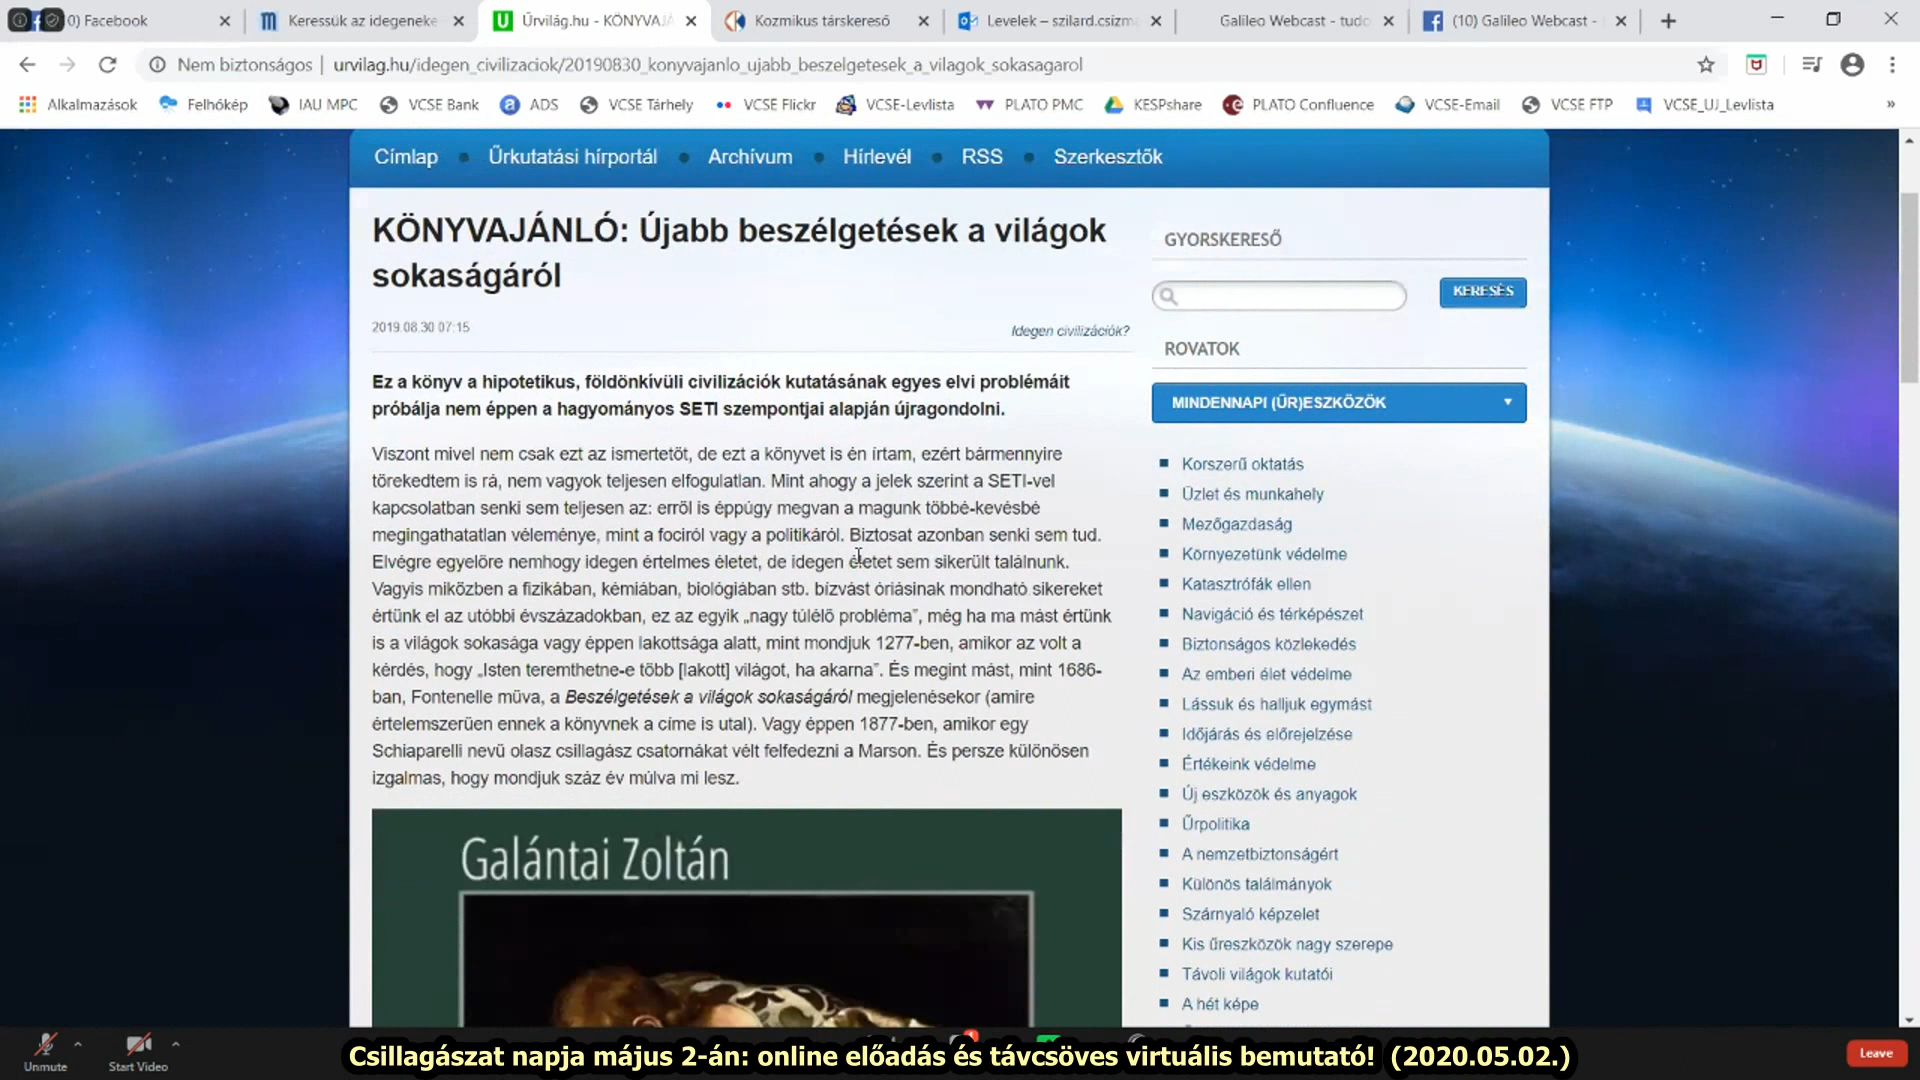 0) Facebook
Keressük az idegeneke
Űrvilág.hu - KÖNYVAJÁ
Kozmikus társkereső
Levelek – szilard.csizma
Galileo Webcast - tudo
(10) Galileo Webcast -
Nem biztonságos | urvilag.hu/idegen_civilizaciok/20190830_konyvajanlo_ujabb_beszelgetesek_a_vilagok_sokasagarol
Alkalmazások
Felhőkép
IAU MPC
VCSE Bank
ADS
VCSE Tárhely
VCSE Flickr
VCSE-Levlista
PLATO PMC
KESPshare
PLATO Confluence
VCSE-Email
VCSE FTP
VCSE_UJ_Levlista
Címlap
Űrkutatási hírportál
Archívum
Hírlevél
RSS
Szerkesztők
KÖNYVAJÁNLÓ: Újabb beszélgetések a világok
sokaságáról
2019.08.30 07:15
Idegen civilizációk?
Ez a könyv a hipotetikus, földönkívüli civilizációk kutatásának egyes elvi problémáit
próbálja nem éppen a hagyományos SETI szempontjai alapján újragondolni.
Viszont mivel nem csak ezt az ismertetőt, de ezt a könyvet is én írtam, ezért bármennyire
törekedtem is rá, nem vagyok teljesen elfogulatlan. Mint ahogy a jelek szerint a SETI-vel
kapcsolatban senki sem teljesen az: erről is éppúgy megvan a magunk többé-kevésbé
megingathatatlan véleménye, mint a fociról vagy a politikáról. Biztosat azonban senki sem tud.
Elvégre egyelőre nemhogy idegen értelmes életet, de idegen életet sem sikerült találnunk.
Vagyis miközben a fizikában, kémiában, biológiában stb. bízvást óriásinak mondható sikereket
értünk el az utóbbi évszázadokban, ez az egyik „nagy túlélő probléma”, még ha ma mást értünk
is a világok sokasága vagy éppen lakottsága alatt, mint mondjuk 1277-ben, amikor az volt a
kérdés, hogy „Isten teremthetne-e több [lakott] világot, ha akarna”. És megint mást, mint 1686-
ban, Fontenelle műva, a Beszélgetések a világok sokaságáról megjelenésekor (amire
értelemszerűen ennek a könyvnek a címe is utal). Vagy éppen 1877-ben, amikor egy
Schiaparelli nevű olasz csillagász csatornákat vélt felfedezni a Marson. És persze különösen
izgalmas, hogy mondjuk száz év múlva mi lesz.
Galántai Zoltán
GYORSKERESŐ
KERESÉS
ROVATOK
MINDENNAPI (ŰR)ESZKÖZÖK
Korszerű oktatás
Üzlet és munkahely
Mezőgazdaság
Környezetünk védelme
Katasztrófák ellen
Navigáció és térképészet
Biztonságos közlekedés
Az emberi élet védelme
Lássuk és halljuk egymást
Időjárás és előrejelzése
Értékeink védelme
Új eszközök és anyagok
Űrpolitika
A nemzetbiztonságért
Különös találmányok
Szárnyaló képzelet
Kis űreszközök nagy szerepe
Távoli világok kutatói
A hét képe
Unmute
Start Video
Csillagászat napja május 2-án: online előadás és távcsöves virtuális bemutató! (2020.05.02.)
Leave